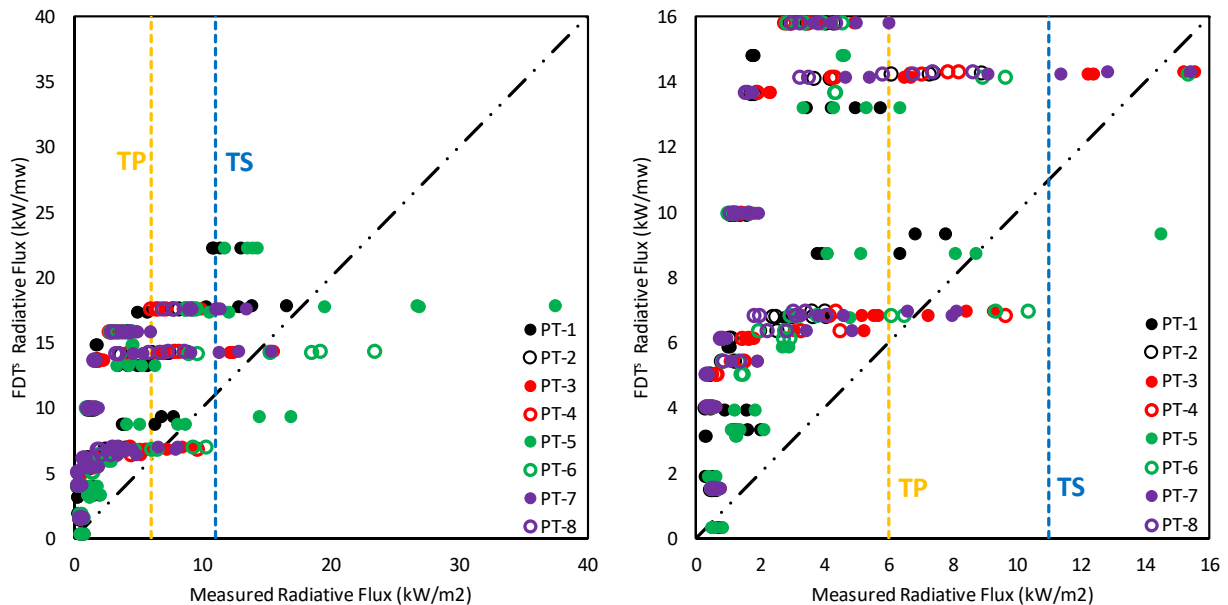 40
35
30
25
20
15
10
5
0
FDTˢ Radiative Flux (kW/mw)
TP
TS
PT-1
PT-2
PT-3
PT-4
PT-5
PT-6
PT-7
PT-8
0 10 20 30 40
Measured Radiative Flux (kW/m2)
16
14
12
10
8
6
4
2
0
FDTˢ Radiative Flux (kW/mw)
TP
TS
PT-1
PT-2
PT-3
PT-4
PT-5
PT-6
PT-7
PT-8
0 2 4 6 8 10 12 14 16
Measured Radiative Flux (kW/m2)